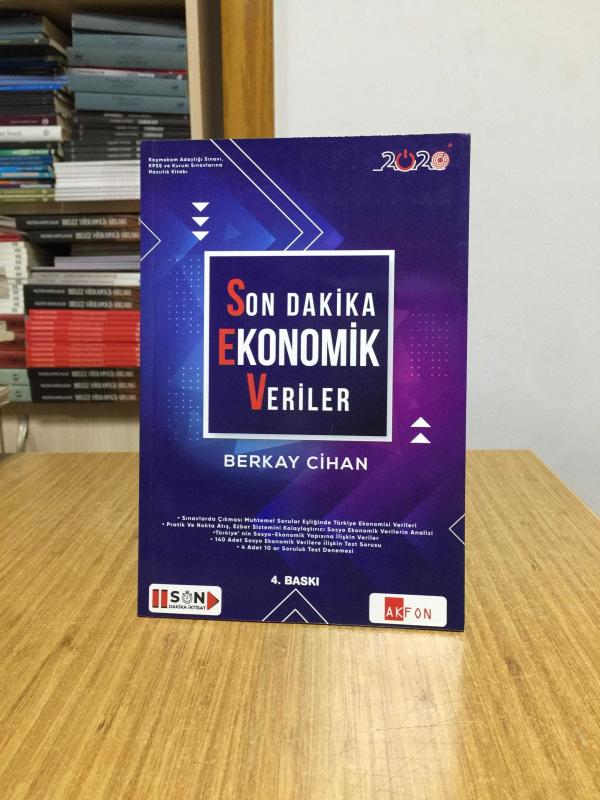 Kaymakam Adaylığı Sınavı,
KPSS ve Kurum Sınavlarına
Hazırlık Kitabı
2020
SON DAKİKA
EKONOMİK
VERİLER
BERKAY CİHAN
• Sınavlarda Çıkması Muhtemel Sorular Eşliğinde Türkiye Ekonomisi Verileri
• Pratik Ve Nokta Atış, Ezber Sistemini Kolaylaştırıcı Sosyo Ekonomik Verilerin Analizi
•Türkiye' nin Sosyo-Ekonomik Yapısına İlişkin Veriler
• 140 Adet Sosyo Ekonomik Verilere İlişkin Test Sorusu
• 4 Adet 10 ar Soruluk Test Denemesi
4. BASKI
SON
DAKİKA İKTİSAT
AKFON